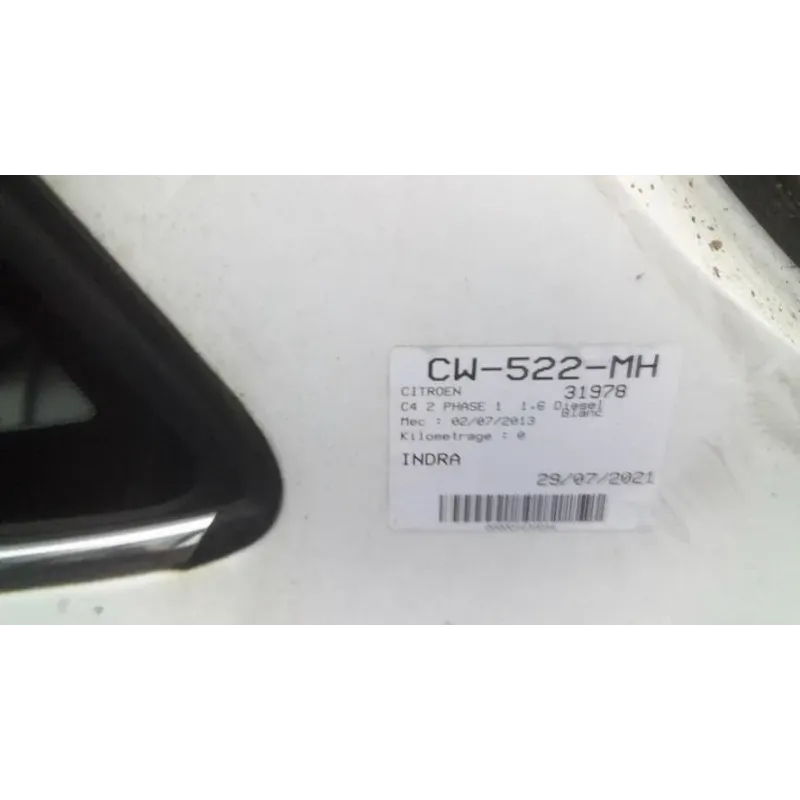 CW-522-MH
CITROEN 31978
C4 2 PHASE 1 1.6 Diesel
Blanc
Mec : 02/07/2013
Kilometrage : 0
INDRA
29/07/2021